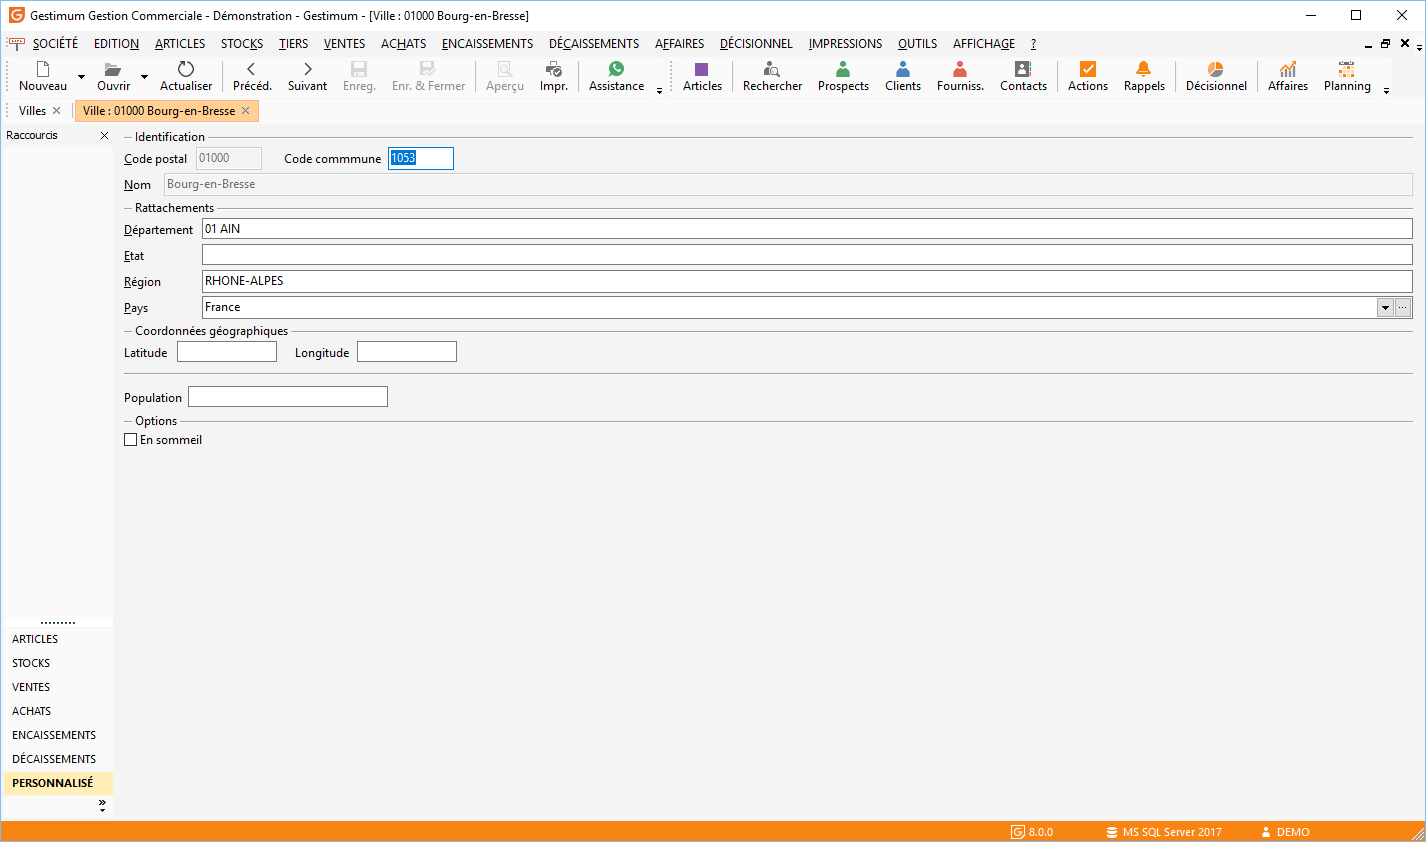 Gestimum Gestion Commerciale - Démonstration - Gestimum - [Ville : 01000 Bourg-en-Bresse]
SOCIÉTÉ EDITION ARTICLES STOCKS TIERS VENTES ACHATS ENCAISSEMENTS DÉCAISSEMENTS AFFAIRES DÉCISIONNEL IMPRESSIONS OUTILS AFFICHAGE ?
Nouveau Ouvrir Actualiser Précéd. Suivant Enreg. Enr. & Fermer Aperçu Impr. Assistance Articles Rechercher Prospects Clients Fourniss. Contacts Actions Rappels Décisionnel Affaires Planning
Villes Ville : 01000 Bourg-en-Bresse
Raccourcis
Identification
Code postal 01000 Code commmune 1053
Nom Bourg-en-Bresse
Rattachements
Département 01 AIN
Etat
Région RHONE-ALPES
Pays France
Coordonnées géographiques
Latitude Longitude
Population
Options
En sommeil
ARTICLES
STOCKS
VENTES
ACHATS
ENCAISSEMENTS
DÉCAISSEMENTS
PERSONNALISÉ
8.0.0 MS SQL Server 2017 DEMO